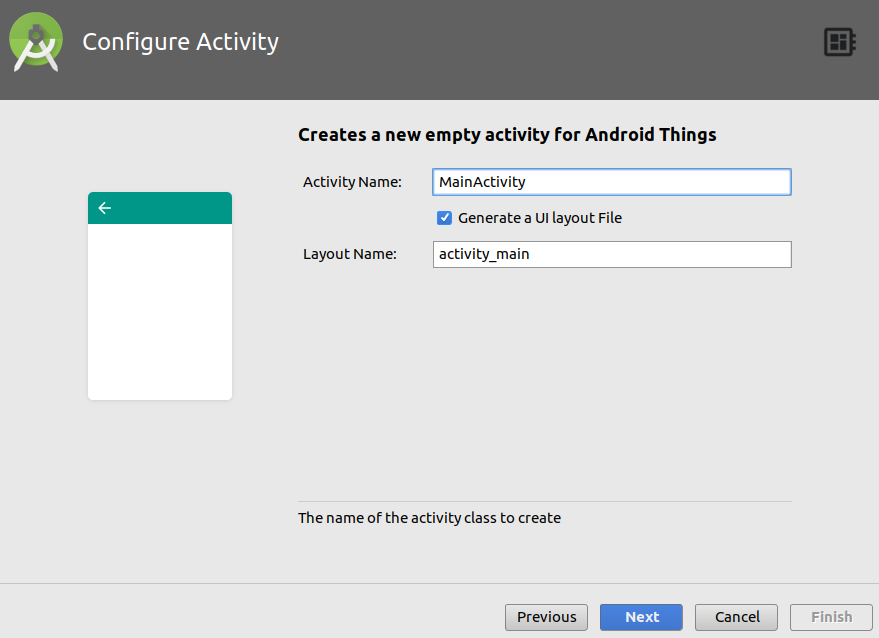 Configure Activity
Creates a new empty activity for Android Things
Activity Name: MainActivity
Generate a UI layout File
Layout Name: activity_main
The name of the activity class to create
Previous Next Cancel Finish